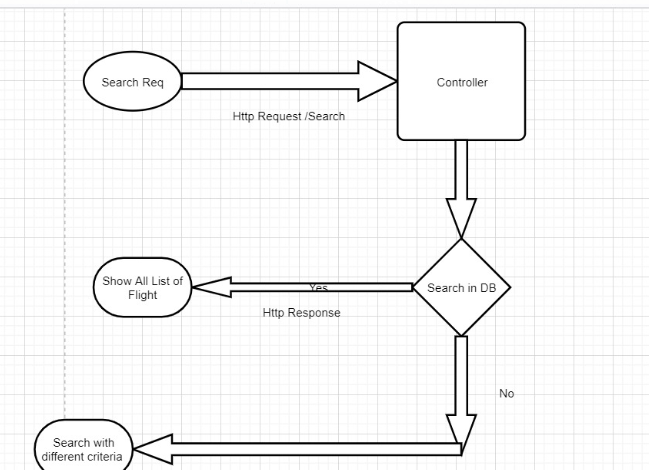 Search Req
Controller
Http Request /Search
Show All List of
Flight
Yes
Search in DB
Http Response
No
Search with
different criteria